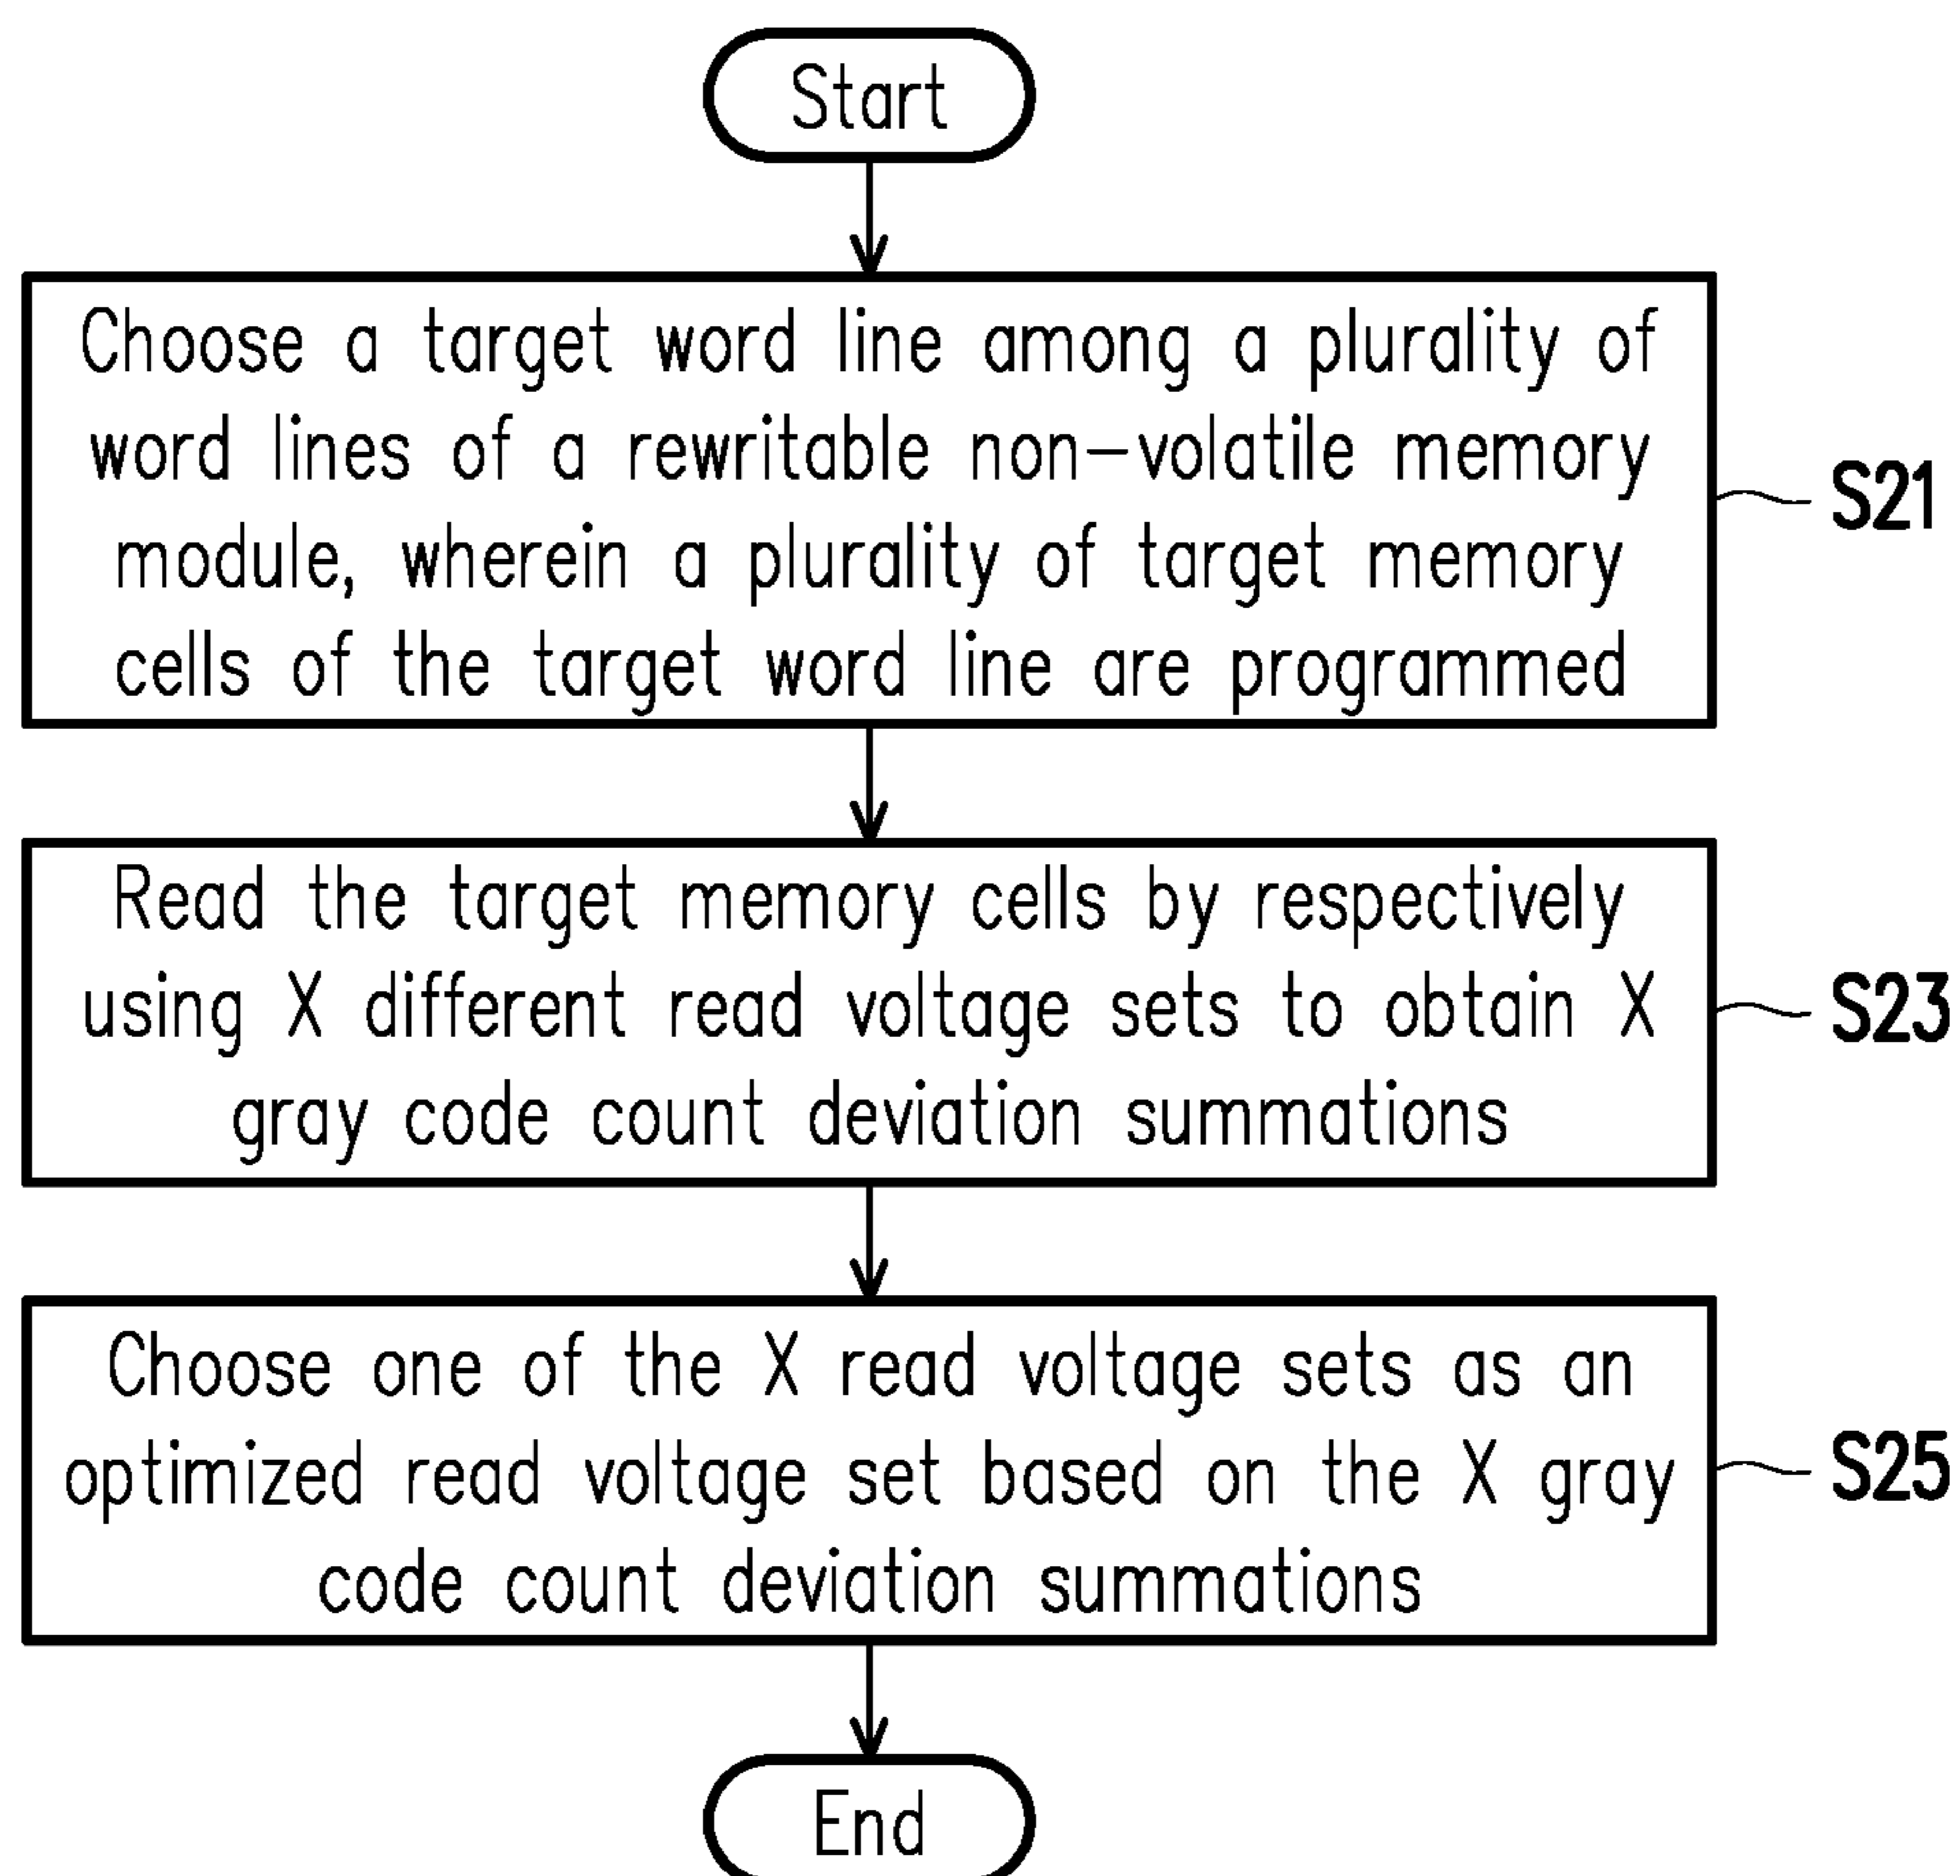 Start
Choose a target word line among a plurality of
word lines of a rewritable non-volatile memory
module, wherein a plurality of target memory
cells of the target word line are programmed
S21
Read the target memory cells by respectively
using X different read voltage sets to obtain X
gray code count deviation summations
S23
Choose one of the X read voltage sets as an
optimized read voltage set based on the X gray
code count deviation summations
S25
End